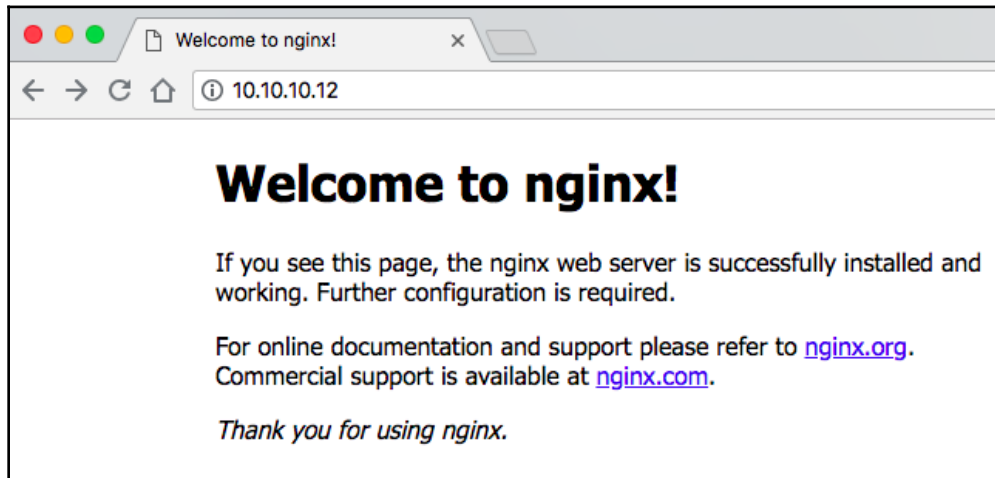 Welcome to nginx!
10.10.10.12
Welcome to nginx!
If you see this page, the nginx web server is successfully installed and
working. Further configuration is required.
For online documentation and support please refer to nginx.org.
Commercial support is available at nginx.com.
Thank you for using nginx.